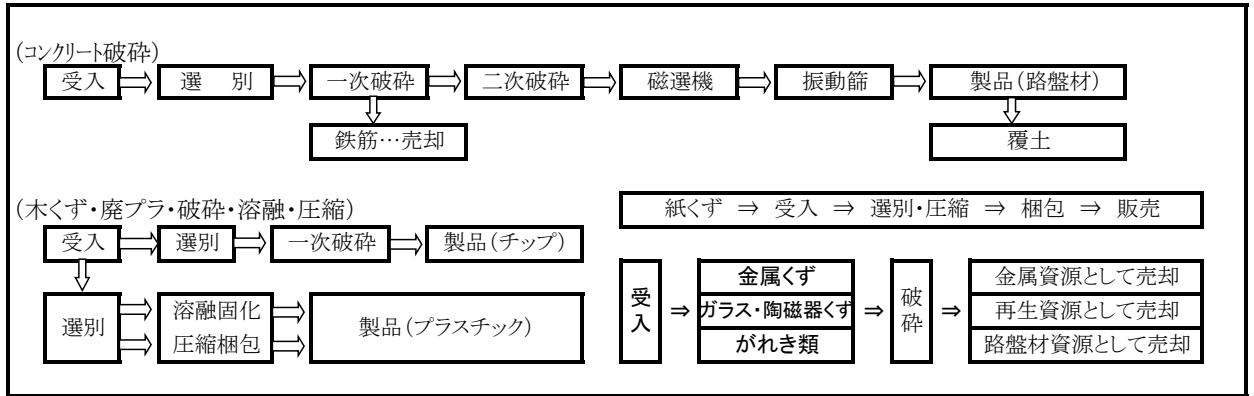 (コンクリート破砕)
受入 ⇒ 選 別 ⇒ 一次破砕 ⇒ 二次破砕 ⇒ 磁選機 ⇒ 振動篩 ⇒ 製品(路盤材)
鉄筋…売却 覆土
(木くず・廃プラ・破砕・溶融・圧縮)
受入 ⇒ 選別 ⇒ 一次破砕 ⇒ 製品(チップ)
選別 ⇒ 溶融固化 ⇒ 製品(プラスチック)
圧縮梱包
紙くず ⇒ 受入 ⇒ 選別・圧縮 ⇒ 梱包 ⇒ 販売
受入 ⇒ 金属くず ⇒ 破砕 ⇒ 金属資源として売却
ガラス・陶磁器くず 再生資源として売却
がれき類 路盤材資源として売却